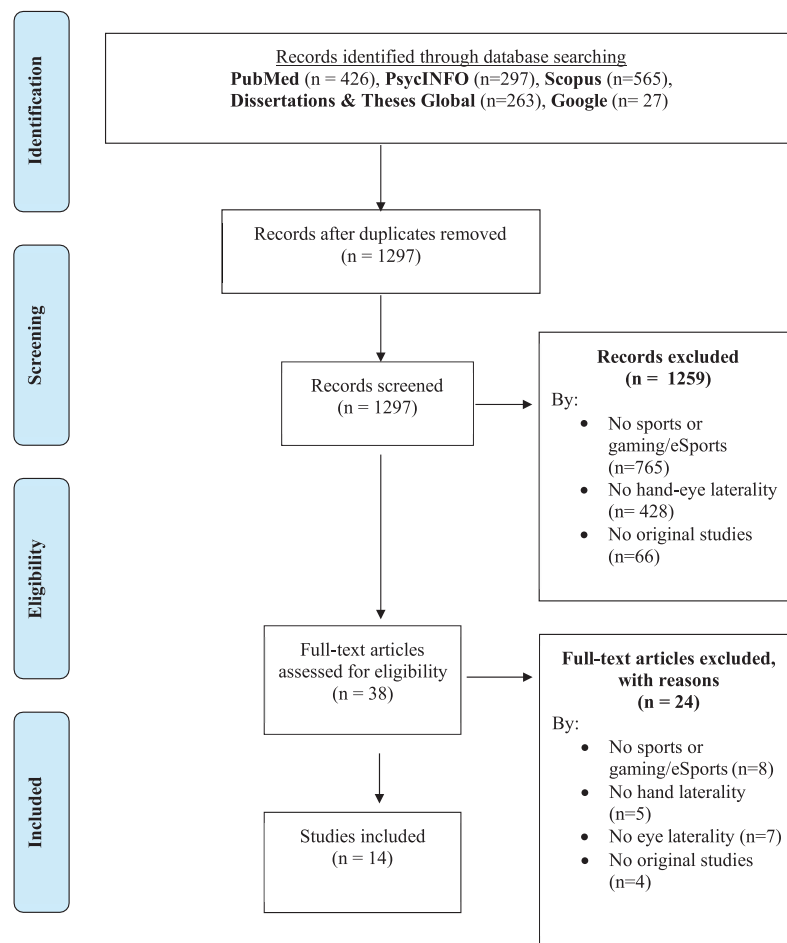 Identification
Records identified through database searching
PubMed (n = 426), PsycINFO (n=297), Scopus (n=565),
Dissertations & Theses Global (n=263), Google (n= 27)
Records after duplicates removed
(n = 1297)
Screening
Records screened
(n = 1297)
Records excluded
(n = 1259)
By:
• No sports or
gaming/eSports
(n=765)
• No hand-eye laterality
(n= 428)
• No original studies
(n=66)
Eligibility
Full-text articles
assessed for eligibility
(n = 38)
Full-text articles excluded,
with reasons
(n = 24)
By:
• No sports or
gaming/eSports (n=8)
• No hand laterality
(n=5)
• No eye laterality (n=7)
• No original studies
(n=4)
Included
Studies included
(n = 14)